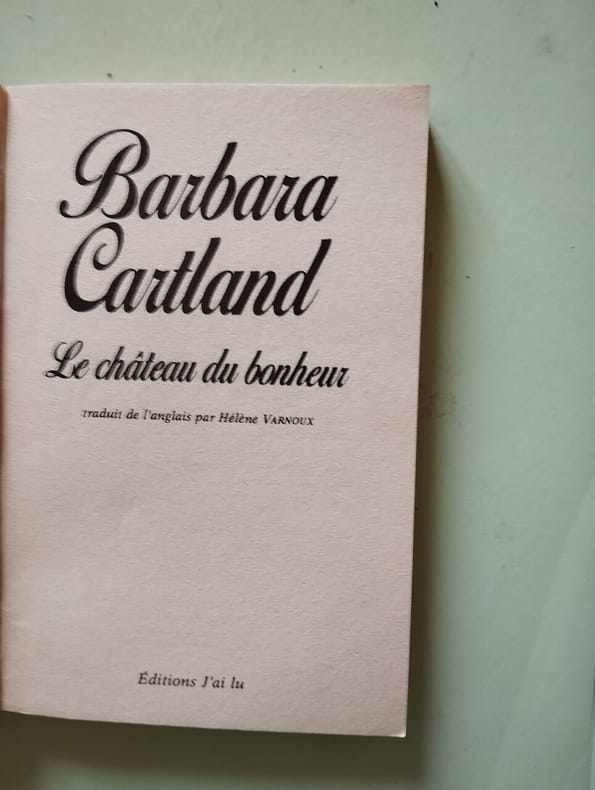 Barbara
Cartland
Le château du bonheur
traduit de l'anglais par Hélène VARNOUX
Éditions J'ai lu